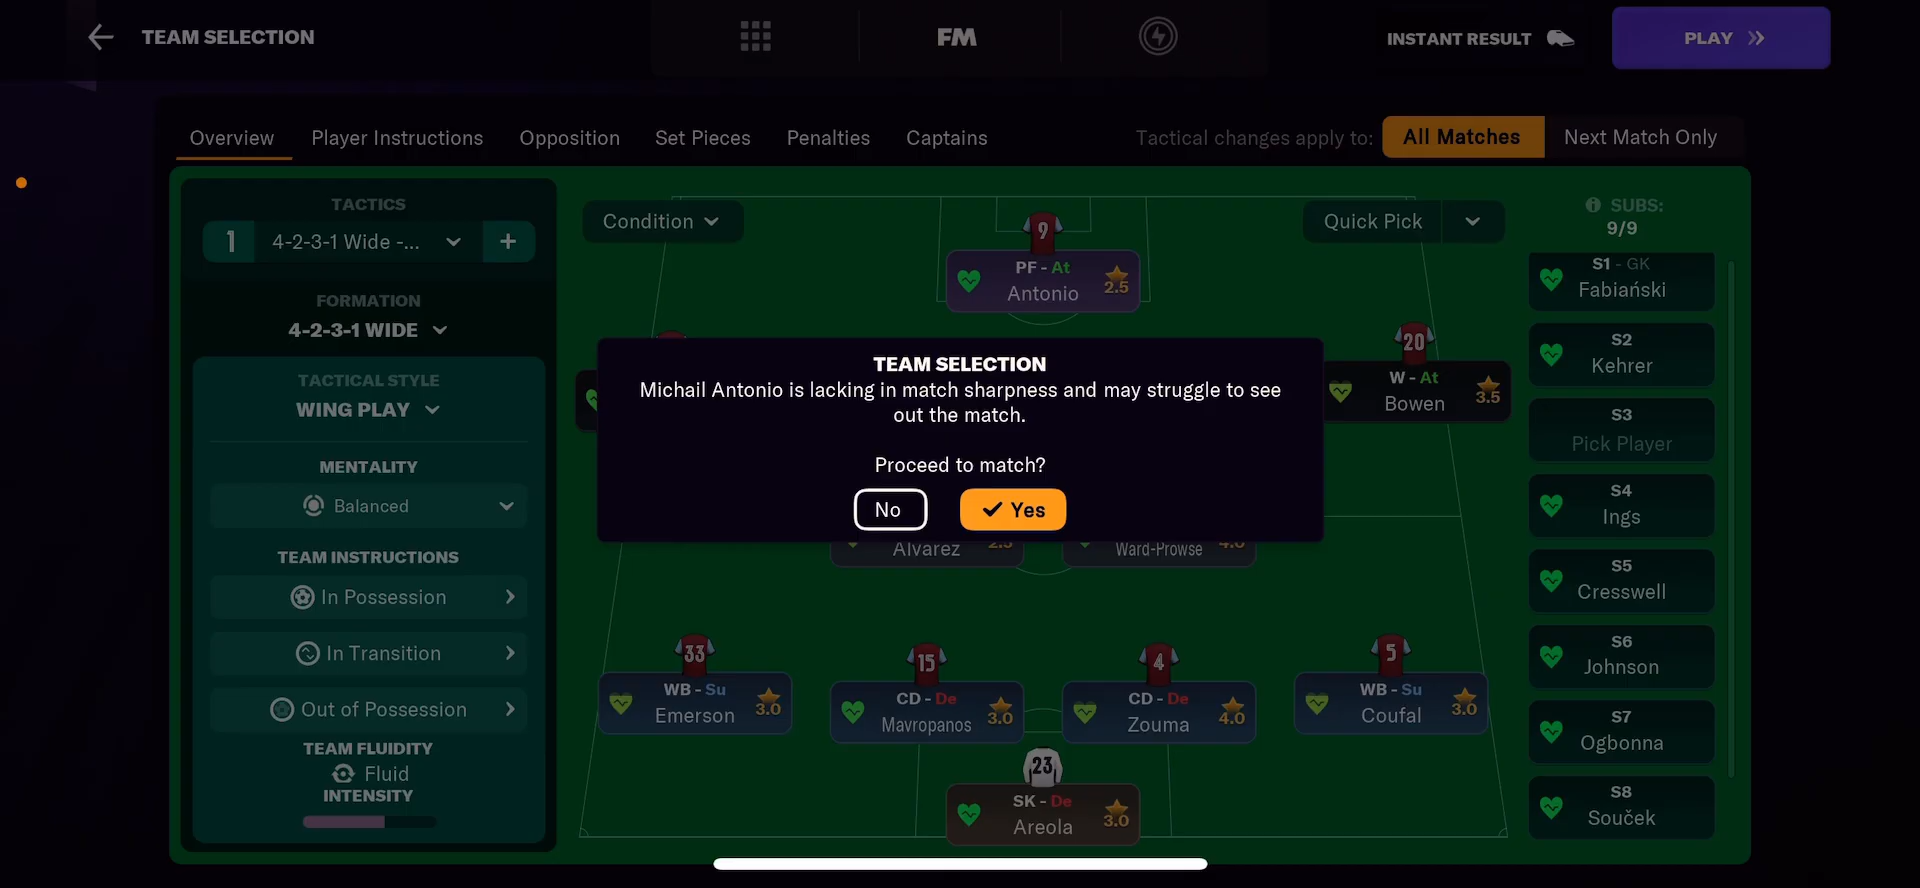 TEAM SELECTION
FM
INSTANT RESULT
PLAY
Overview
Player Instructions
Opposition
Set Pieces
Penalties
Captains
Tactical changes apply to:
All Matches
Next Match Only
TACTICS
1
4-2-3-1 Wide -...
+
FORMATION
4-2-3-1 WIDE
TACTICAL STYLE
WING PLAY
MENTALITY
Balanced
TEAM INSTRUCTIONS
In Possession
In Transition
Out of Possession
TEAM FLUIDITY
Fluid
INTENSITY
Condition
Quick Pick
9
PF - At
Antonio
2.5
20
W - At
Bowen
3.5
TEAM SELECTION
Michail Antonio is lacking in match sharpness and may struggle to see
out the match.
Proceed to match?
No
Yes
Alvarez
2.5
Ward-Prowse
4.0
33
WB - Su
Emerson
3.0
15
CD - De
Mavropanos
3.0
4
CD - De
Zouma
4.0
5
WB - Su
Coufal
3.0
23
SK - De
Areola
3.0
SUBS:
9/9
S1 - GK
Fabiański
S2
Kehrer
S3
Pick Player
S4
Ings
S5
Cresswell
S6
Johnson
S7
Ogbonna
S8
Souček